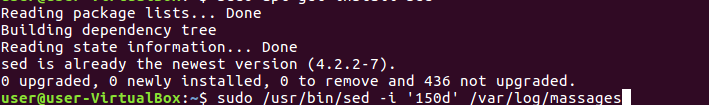 Reading package lists... Done
Building dependency tree
Reading state information... Done
sed is already the newest version (4.2.2-7).
0 upgraded, 0 newly installed, 0 to remove and 436 not upgraded.
user@user-VirtualBox:~$ sudo /usr/bin/sed -i '150d' /var/log/massages